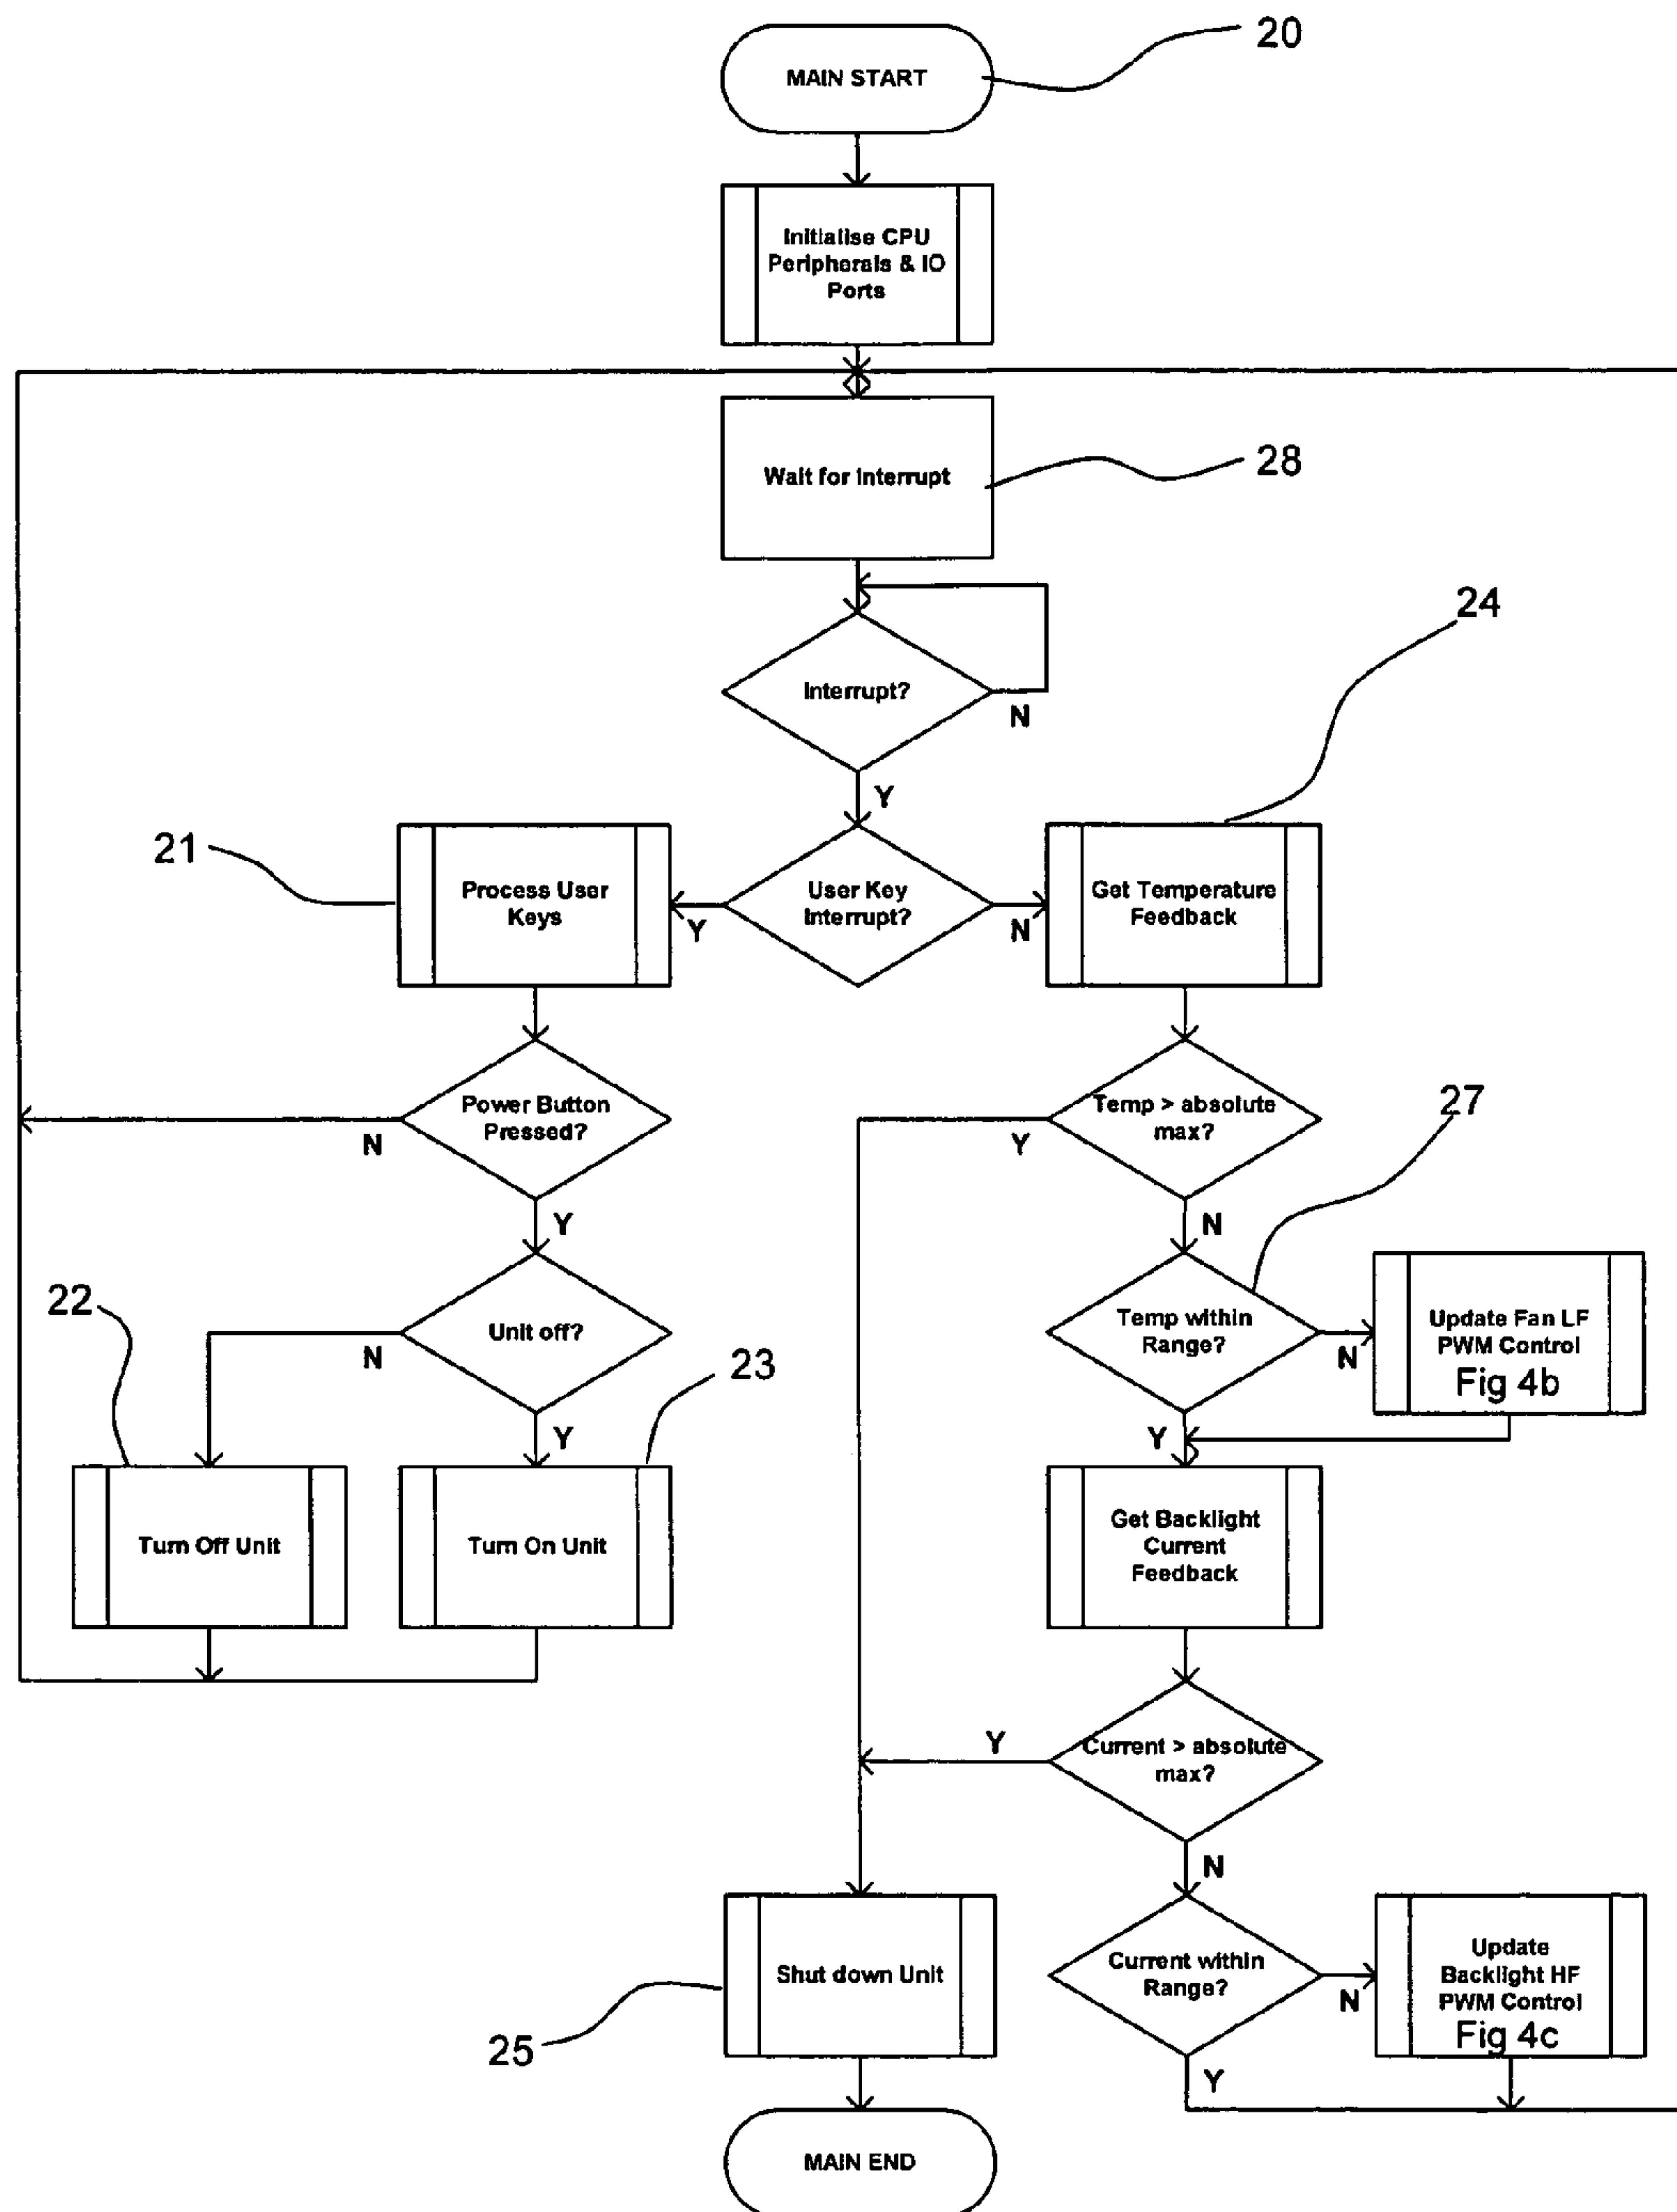 20
MAIN START
Initialise CPU
Peripherals & IO
Ports
Wait for Interrupt
28
Interrupt?
N
24
Y
21
Process User
Keys
Y
User Key
Interrupt?
N
Get Temperature
Feedback
Power Button
Pressed?
N
Y
Temp > absolute
max?
Y
N
27
22
Unit off?
N
Y
23
Temp within
Range?
N
Y
Update Fan LF
PWM Control
Fig 4b
Turn Off Unit
Turn On Unit
Get Backlight
Current
Feedback
Y
Current > absolute
max?
N
Shut down Unit
25
Current within
Range?
N
Y
Update
Backlight HF
PWM Control
Fig 4c
MAIN END